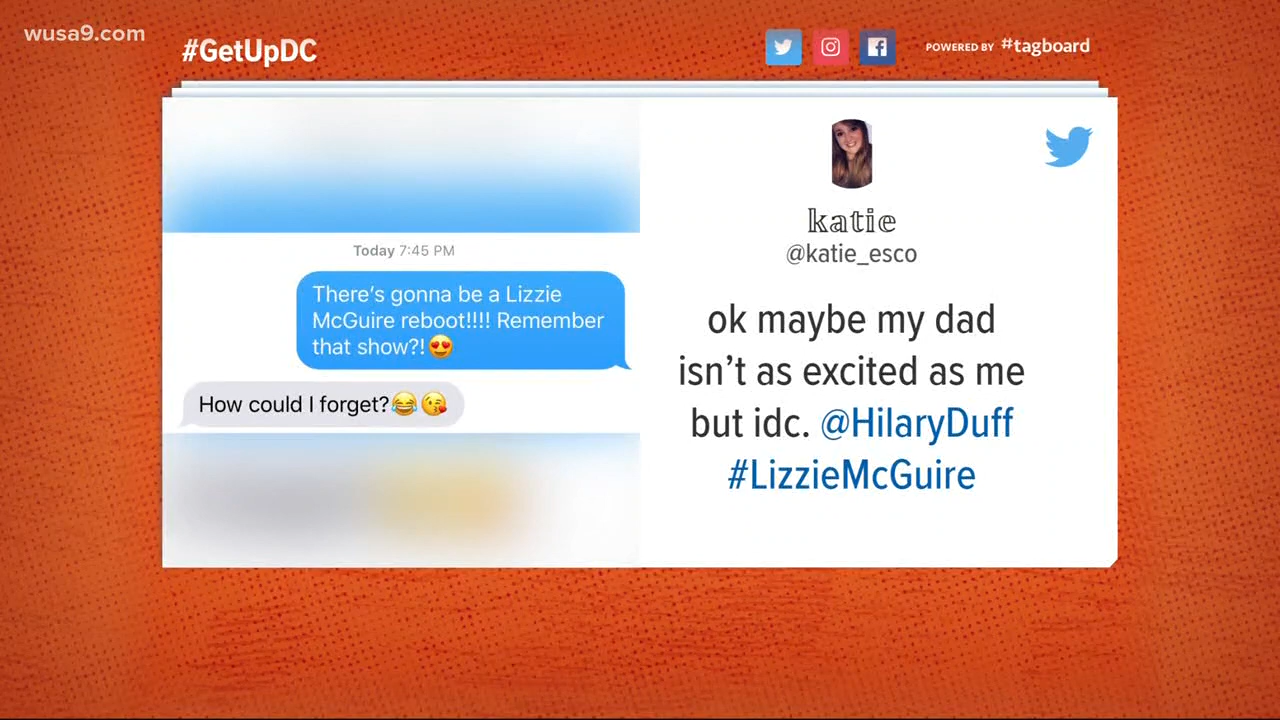 wusa9.com
#GetUpDC
POWERED BY #tagboard
Today 7:45 PM
There's gonna be a Lizzie
McGuire reboot!!!! Remember
that show?!😍
How could I forget?😂😘
𝕜𝕒𝕥𝕚𝕖
@katie_esco
ok maybe my dad
isn't as excited as me
but idc. @HilaryDuff
#LizzieMcGuire